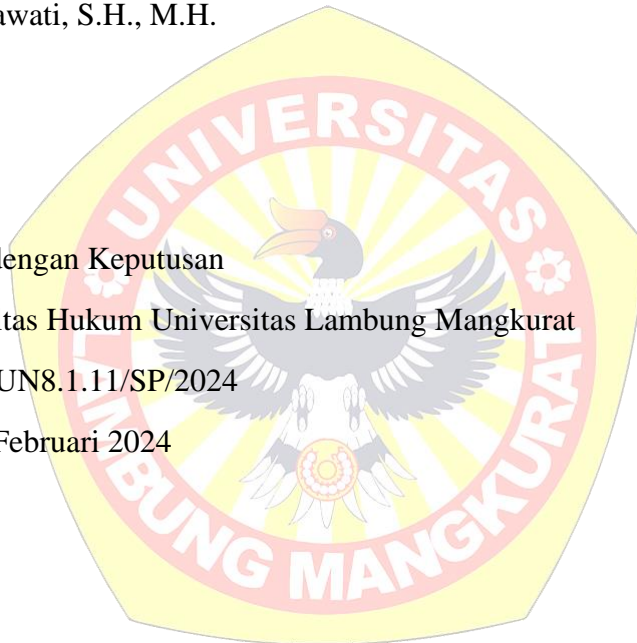 awati, S.H., M.H.
dengan Keputusan
tas Hukum Universitas Lambung Mangkurat
UN8.1.11/SP/2024
Februari 2024
UNIVERSITAS
LAMBUNG MANGKURAT